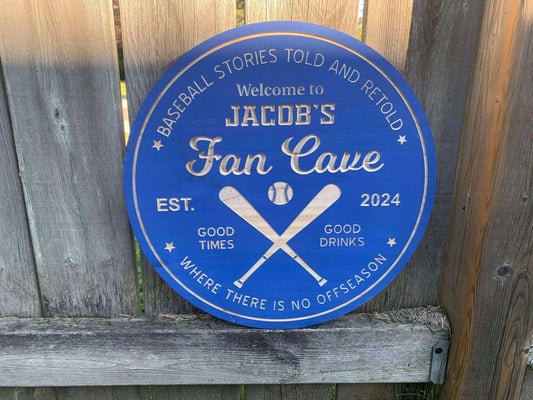 BASEBALL STORIES TOLD AND RETOLD
Welcome to
JACOB'S
Fan Cave
EST. 2024
GOOD TIMES
GOOD DRINKS
WHERE THERE IS NO OFFSEASON